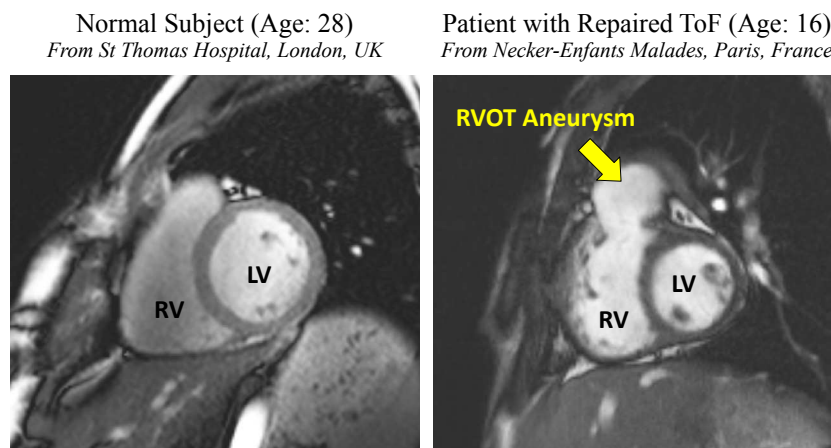 Normal Subject (Age: 28)
From St Thomas Hospital, London, UK
Patient with Repaired ToF (Age: 16)
From Necker-Enfants Malades, Paris, France
RVOT Aneurysm
LV
RV
LV
RV